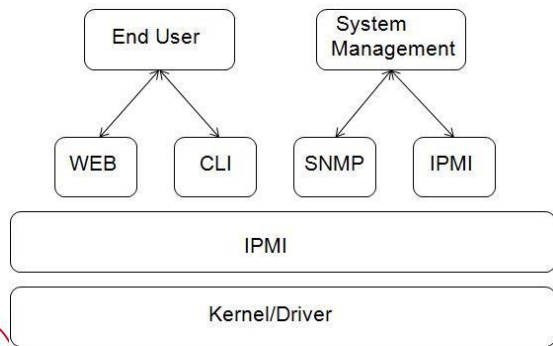 End User
System
Management
WEB
CLI
SNMP
IPMI
IPMI
Kernel/Driver